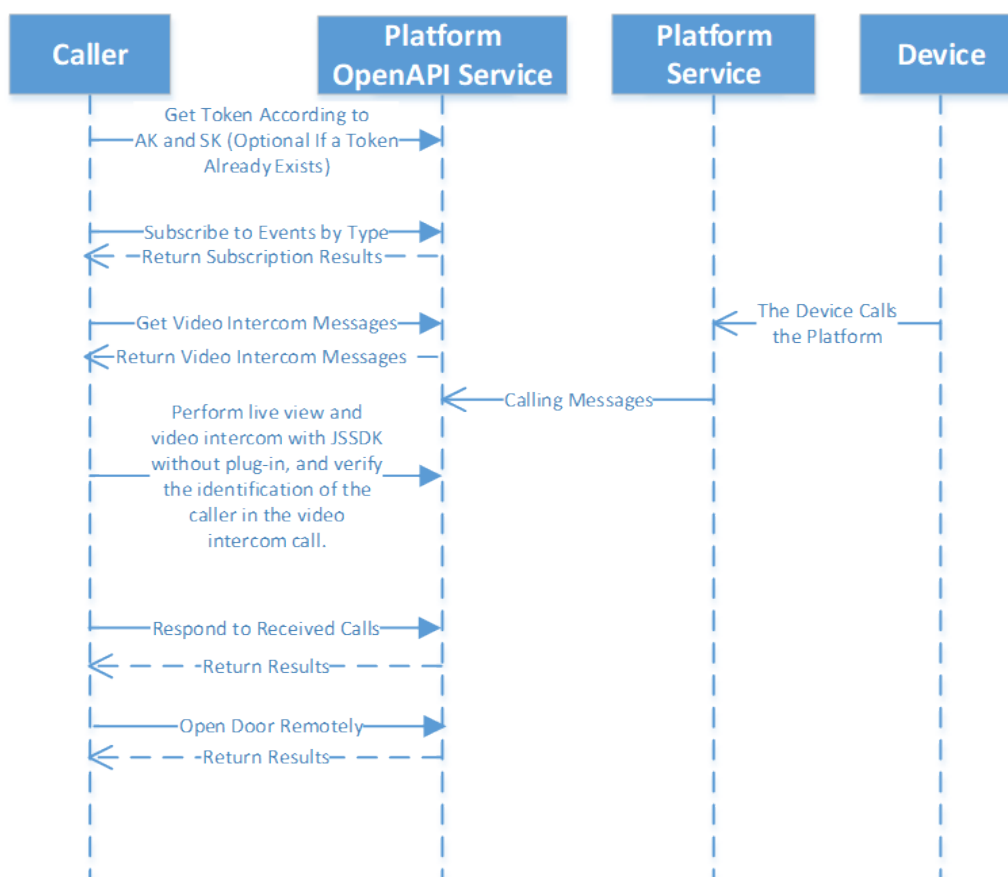 Caller
Platform
OpenAPI Service
Platform
Service
Device
Get Token According to
AK and SK (Optional If a Token
Already Exists)
Subscribe to Events by Type
Return Subscription Results
Get Video Intercom Messages
The Device Calls
the Platform
Return Video Intercom Messages
Calling Messages
Perform live view and
video intercom with JSSDK
without plug-in, and verify
the identification of the
caller in the video
intercom call.
Respond to Received Calls
Return Results
Open Door Remotely
Return Results